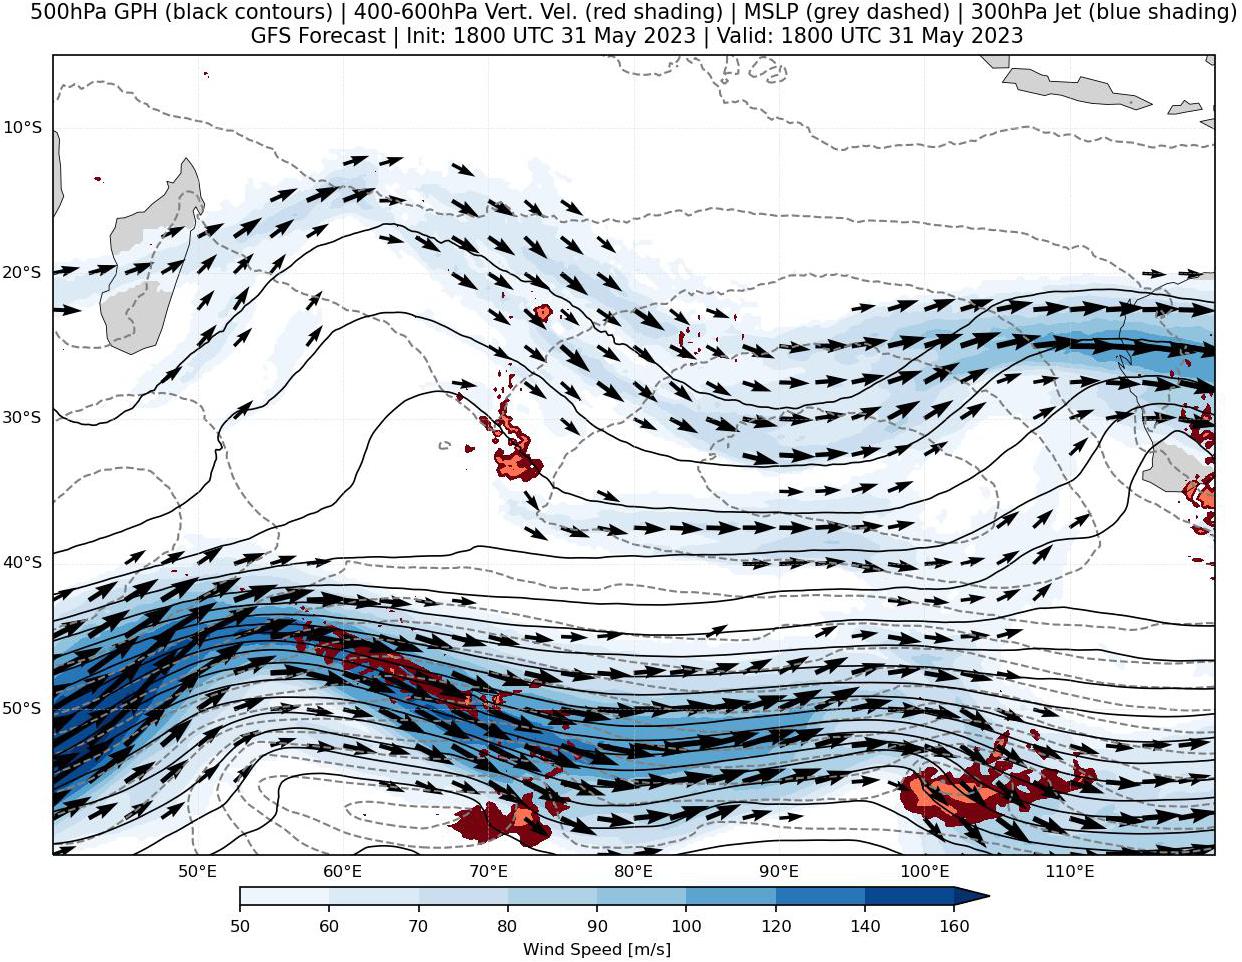 500hPa GPH (black contours) | 400-600hPa Vert. Vel. (red shading) | MSLP (grey dashed) | 300hPa Jet (blue shading)
GFS Forecast | Init: 1800 UTC 31 May 2023 | Valid: 1800 UTC 31 May 2023
10°S
20°S
30°S
40°S
50°S
50°E 60°E 70°E 80°E 90°E 100°E 110°E
50 60 70 80 90 100 120 140 160
Wind Speed [m/s]